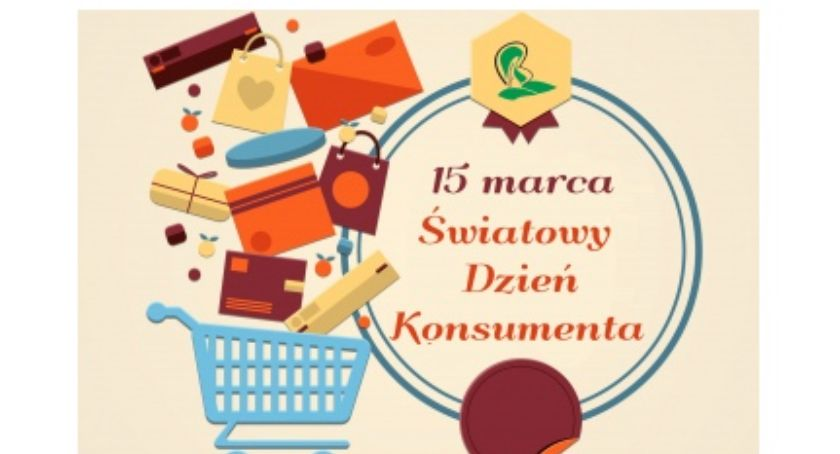 15 marca
Światowy
Dzień
Konsumenta